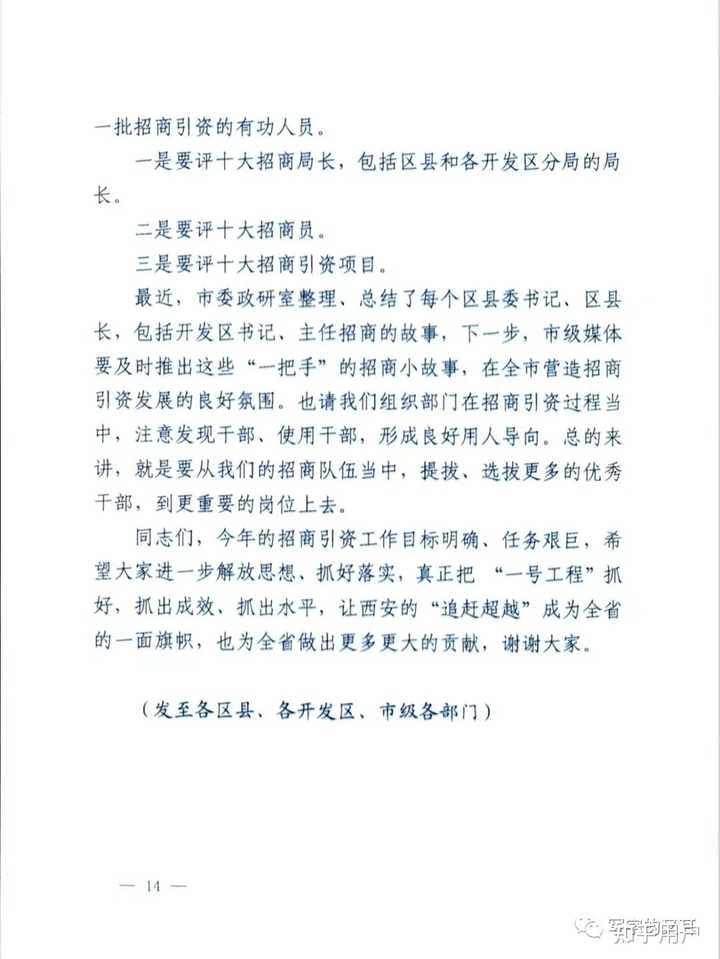 一批招商引资的有功人员。
一是要评十大招商局长，包括区县和各开发区分局的局
长。
二是要评十大招商员。
三是要评十大招商引资项目。
最近，市委政研室整理、总结了每个区县委书记、区县
长，包括开发区书记、主任招商的故事，下一步，市级媒体
要及时推出这些“一把手”的招商小故事，在全市营造招商
引资发展的良好氛围。也请我们组织部门在招商引资过程当
中，注意发现干部、使用干部，形成良好用人导向。总的来
讲，就是要从我们的招商队伍当中，提拔、选拔更多的优秀
干部，到更重要的岗位上去。
同志们，今年的招商引资工作目标明确、任务艰巨，希
望大家进一步解放思想、抓好落实，真正把 “一号工程”抓
好，抓出成效、抓出水平，让西安的“追赶超越”成为全省
的一面旗帜，也为全省做出更多更大的贡献，谢谢大家。
（发至各区县、各开发区、市级各部门）
— 14 —
知乎用户